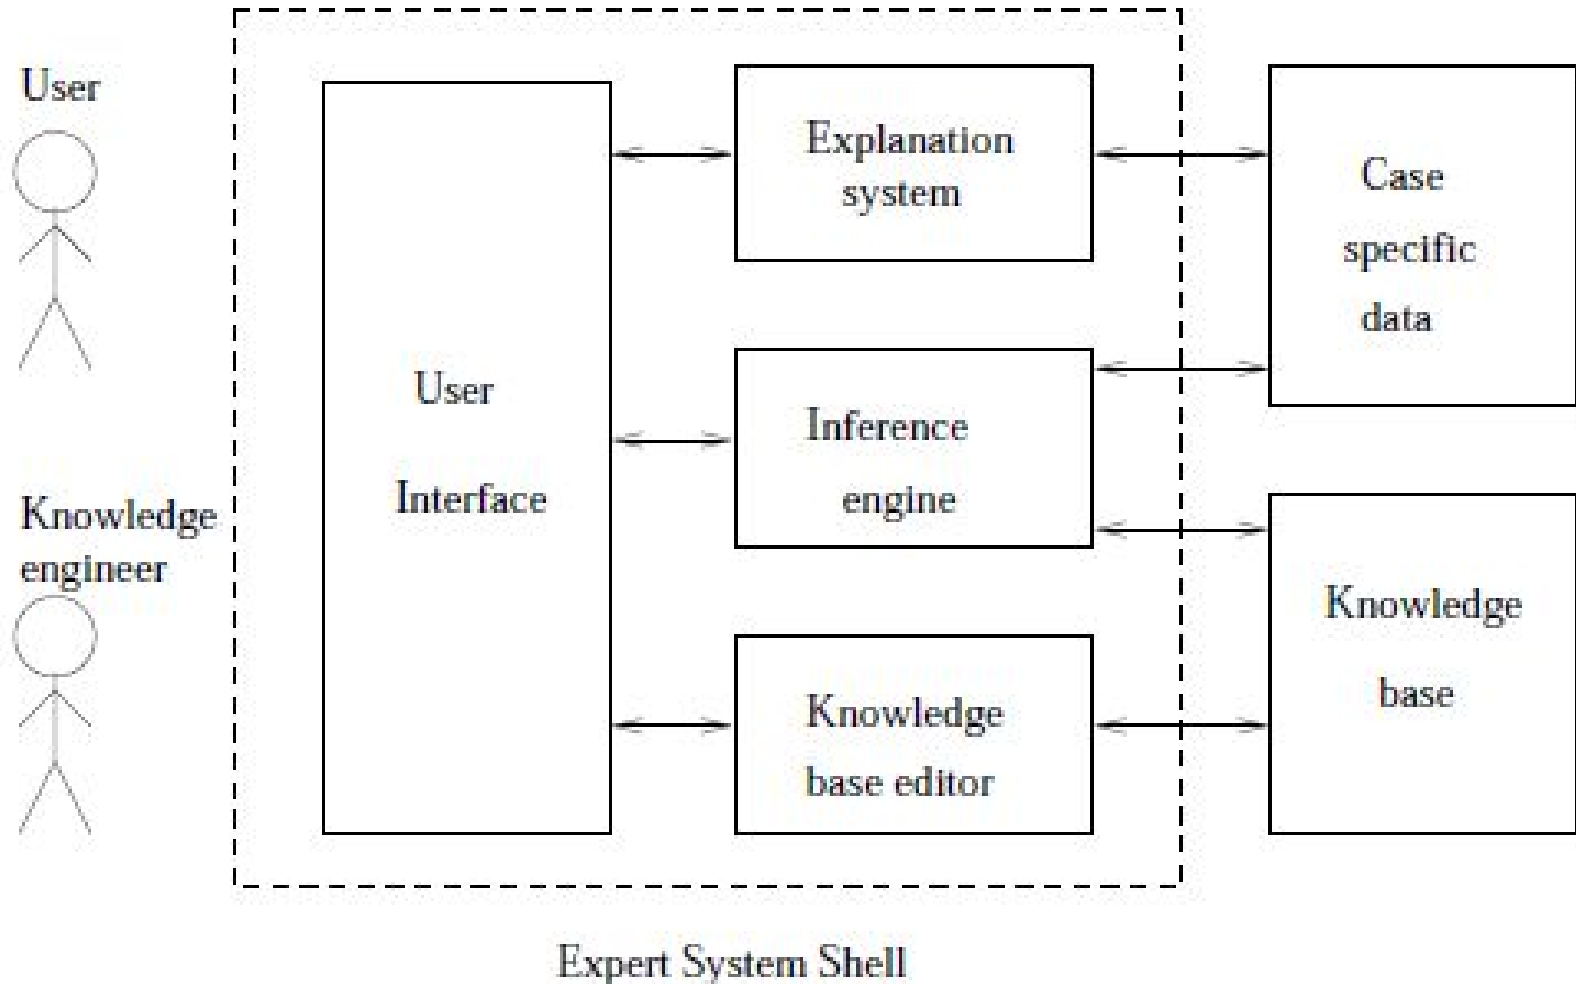 User
Knowledge
engineer
User
Interface
Explanation
system
Inference
engine
Knowledge
base editor
Case
specific
data
Knowledge
base
Expert System Shell